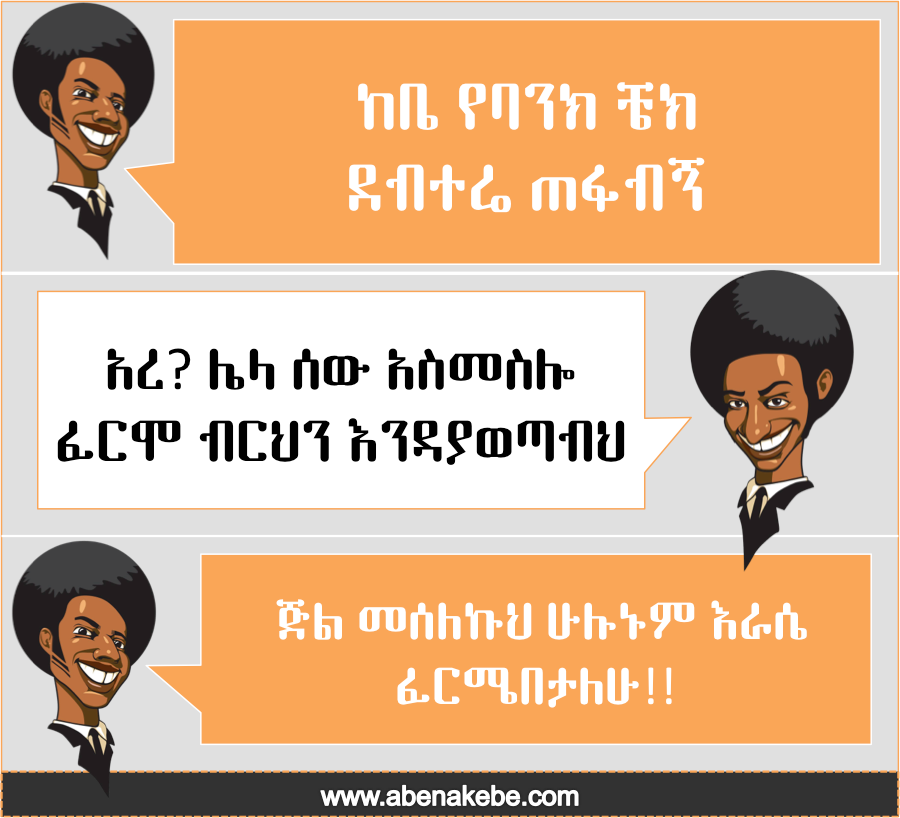 ከቤ የባንክ ቼክ
ደብተሬ ጠፋብኝ
አረ? ሌላ ሰው አስመስሎ
ፈርሞ ብርህን እንዳያወጣብህ
ጅል መሰለኩህ ሁሉኑም እራሴ
ፈርሜበታለሁ!!
www.abenakebe.com